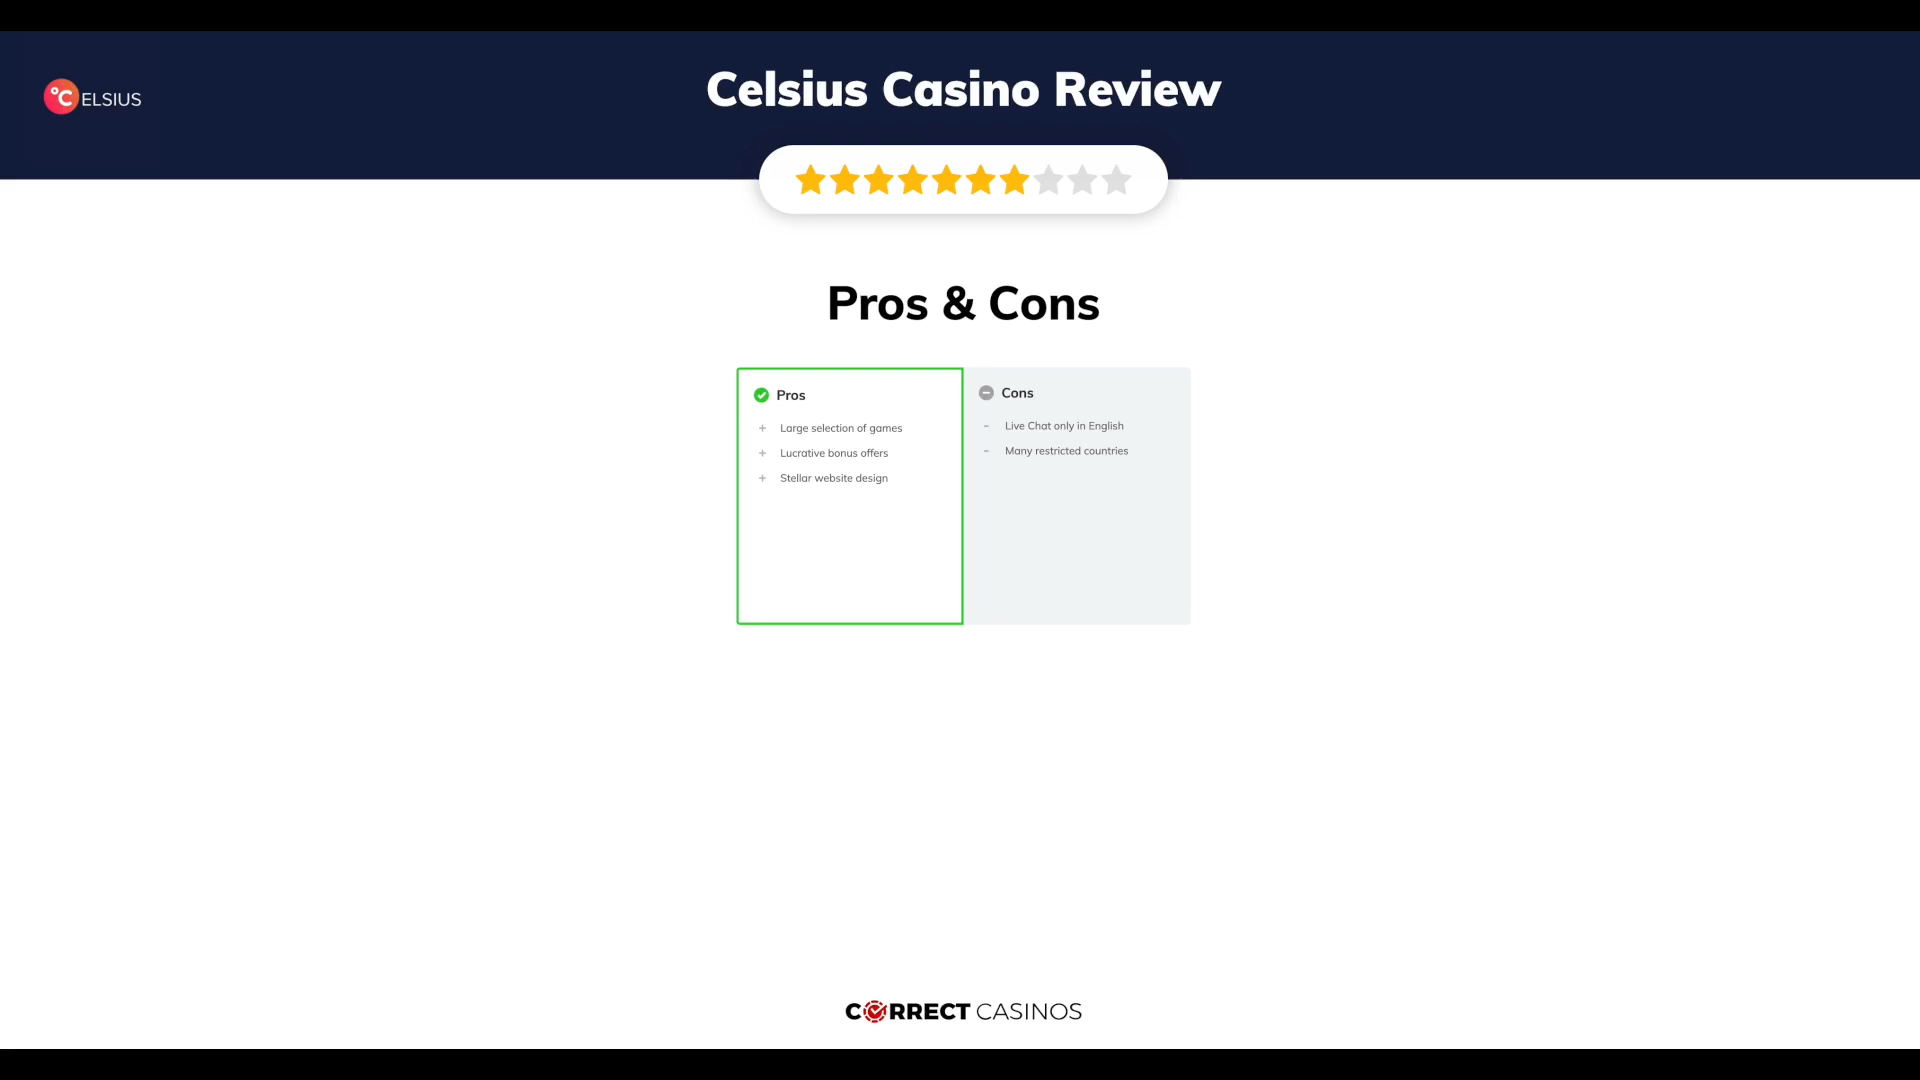 °CELSIUS
Celsius Casino Review
Pros & Cons
Pros
+ Large selection of games
+ Lucrative bonus offers
+ Stellar website design
Cons
- Live Chat only in English
- Many restricted countries
CORRECT CASINOS